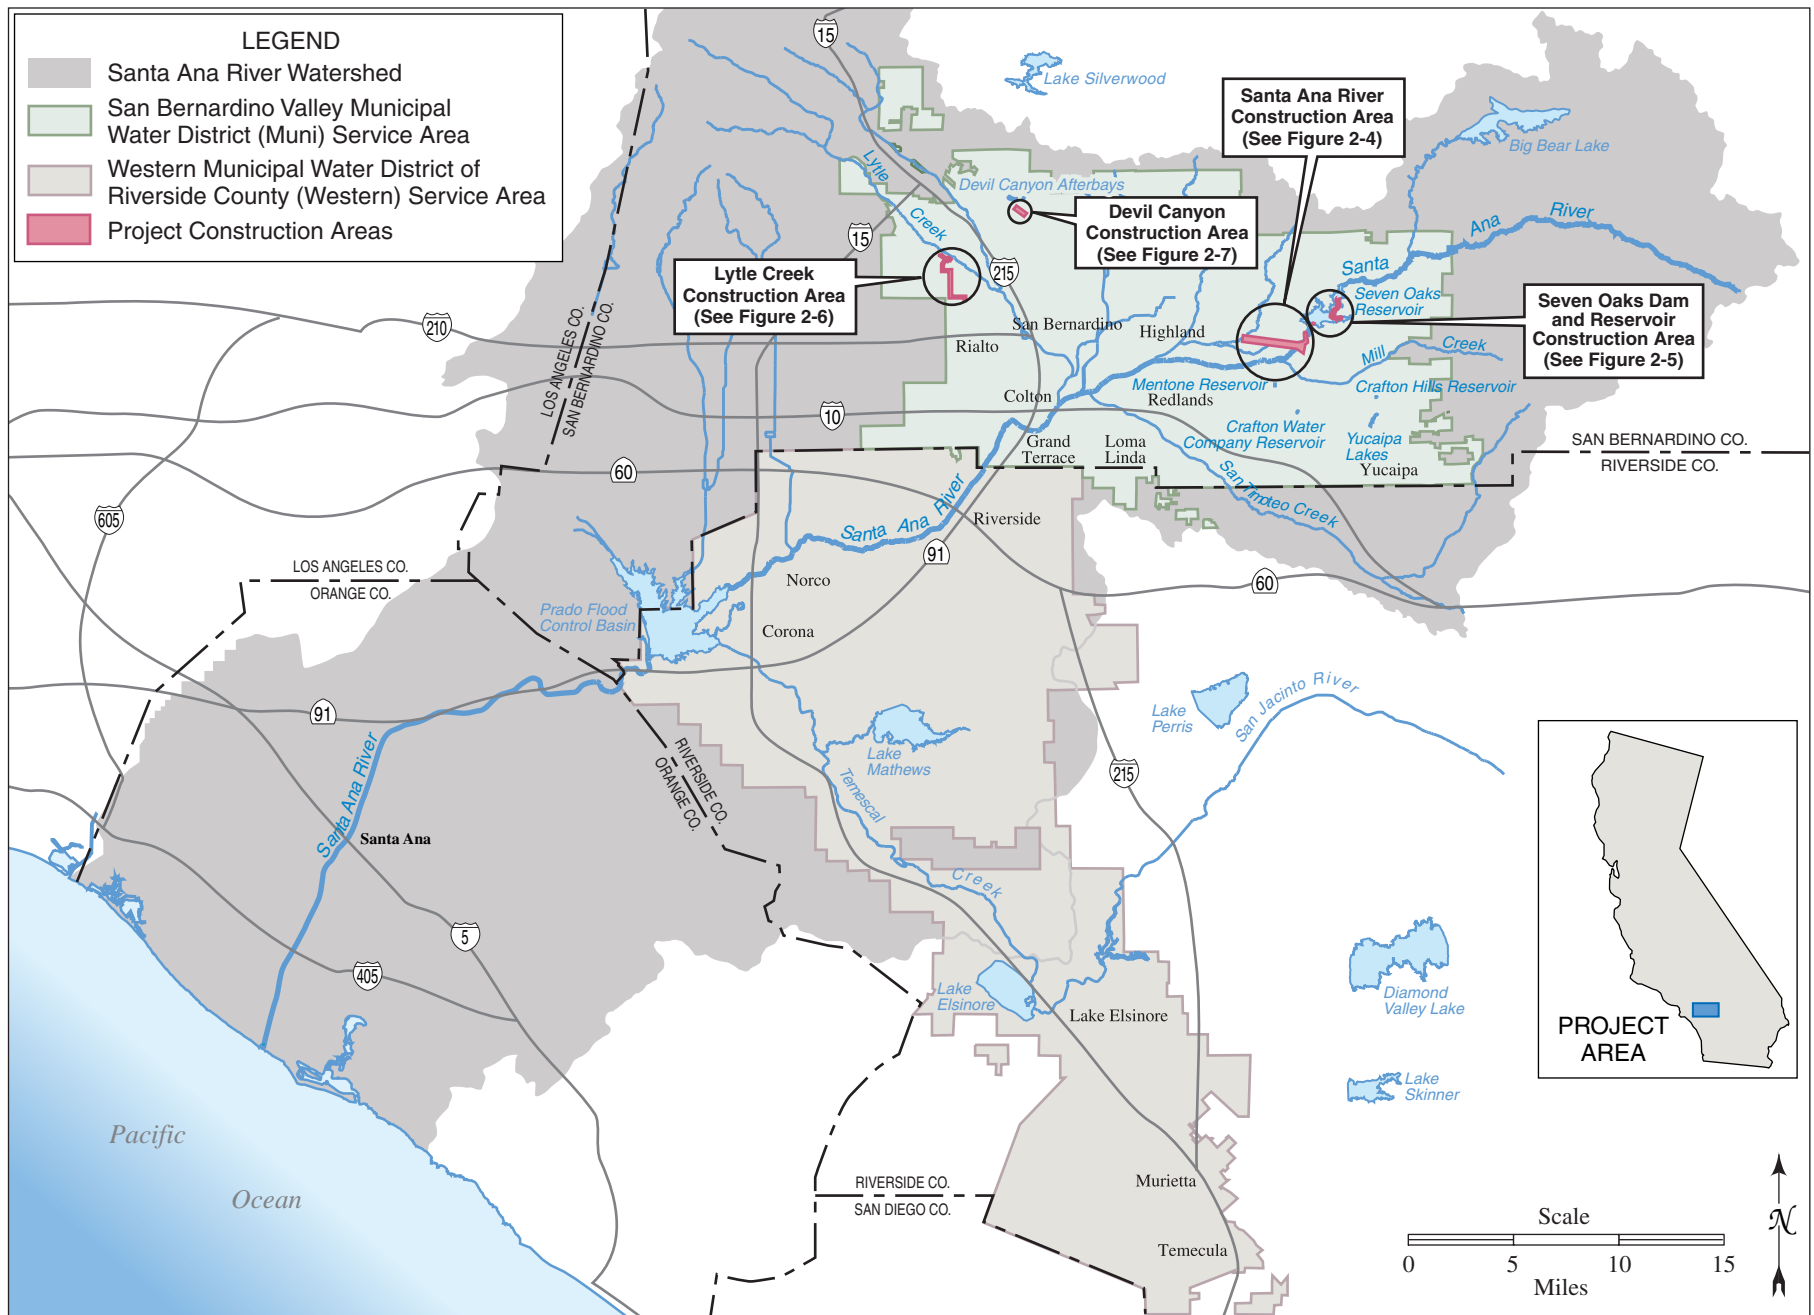 LEGEND
Santa Ana River Watershed
San Bernardino Valley Municipal
Water District (Muni) Service Area
Western Municipal Water District of
Riverside County (Western) Service Area
Project Construction Areas
15
Lake Silverwood
Santa Ana River
Construction Area
(See Figure 2-4)
Big Bear Lake
Lytle
Creek
Devil Canyon Afterbays
Devil Canyon
Construction Area
(See Figure 2-7)
Santa
Ana
River
15
215
Lytle Creek
Construction Area
(See Figure 2-6)
Seven Oaks
Reservoir
Seven Oaks Dam
and Reservoir
Construction Area
(See Figure 2-5)
210
LOS ANGELES CO.
SAN BERNARDINO CO.
San Bernardino
Highland
Rialto
Mill
Creek
Mentone Reservoir
Crafton Hills Reservoir
Redlands
Colton
10
Crafton Water
Company Reservoir
Yucaipa
Lakes
Yucaipa
Grand
Terrace
Loma
Linda
SAN BERNARDINO CO.
RIVERSIDE CO.
60
San Timoteo Creek
605
Santa Ana River
Riverside
91
LOS ANGELES CO.
ORANGE CO.
Norco
60
Prado Flood
Control Basin
Corona
91
Lake
Perris
San Jacinto River
Santa Ana River
RIVERSIDE CO.
ORANGE CO.
Lake
Mathews
215
Temescal
Creek
Santa Ana
5
405
Lake
Elsinore
Lake Elsinore
Diamond
Valley Lake
PROJECT
AREA
Lake
Skinner
Pacific
Ocean
RIVERSIDE CO.
SAN DIEGO CO.
Murietta
Temecula
Scale
0 5 10 15
Miles
N